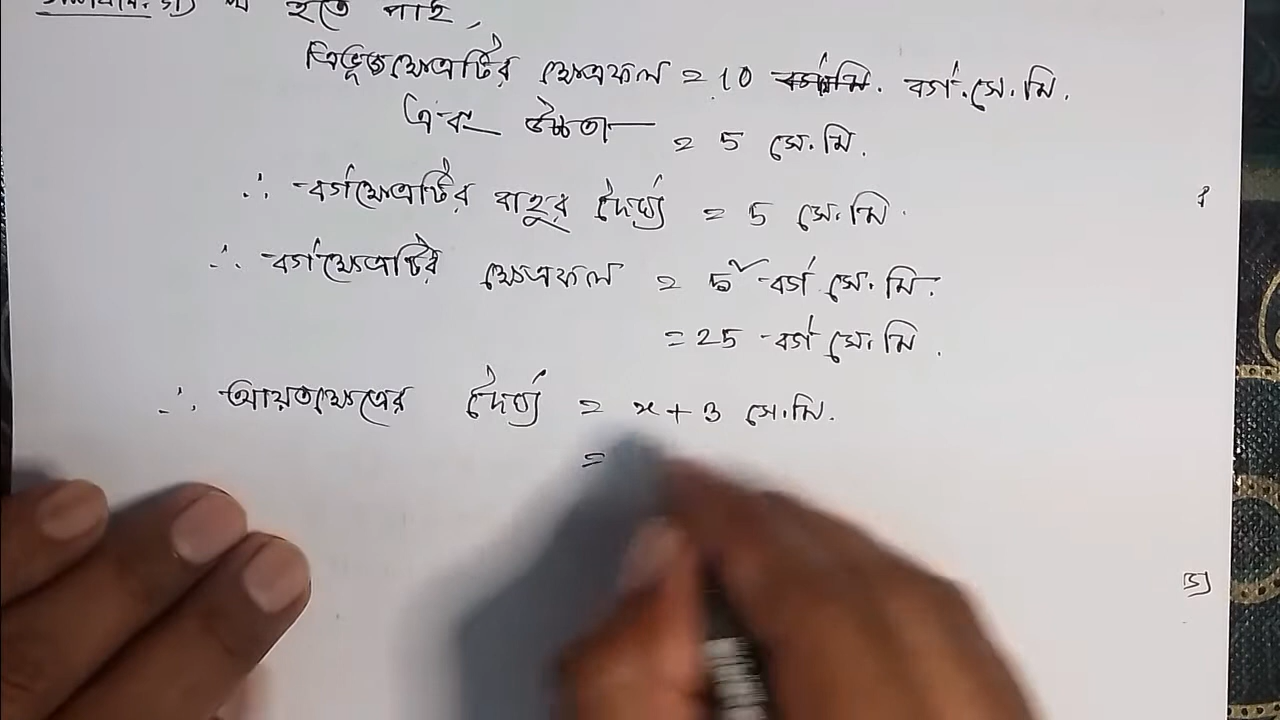 হতে পাই,
ত্রিভূজক্ষেত্রটির ক্ষেত্রফল = 10 বর্গ.সে.মি.
এবং উচ্চতা = 5 সে.মি.
∴ বর্গক্ষেত্রটির বাহুর দৈর্ঘ্য = 5 সে.মি.
∴ বর্গক্ষেত্রটির ক্ষেত্রফল = 5² বর্গ সে.মি.
= 25 বর্গ সে.মি.
∴ আয়তক্ষেত্রের দৈর্ঘ্য = x + 3 সে.মি.
=